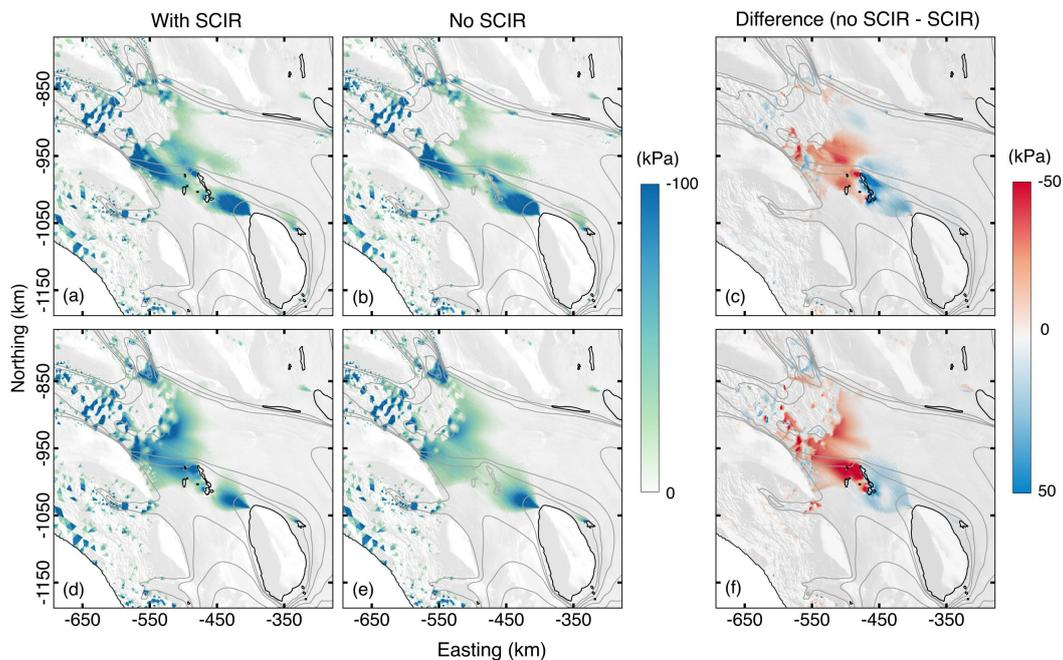 With SCIR
No SCIR
Difference (no SCIR - SCIR)
-850
-950
-1050
-1150
(a)
(b)
(c)
(kPa)
-100
0
(kPa)
-50
0
50
Northing (km)
-850
-950
-1050
-1150
(d)
(e)
(f)
-650
-550
-450
-350
-650
-550
-450
-350
-650
-550
-450
-350
Easting (km)